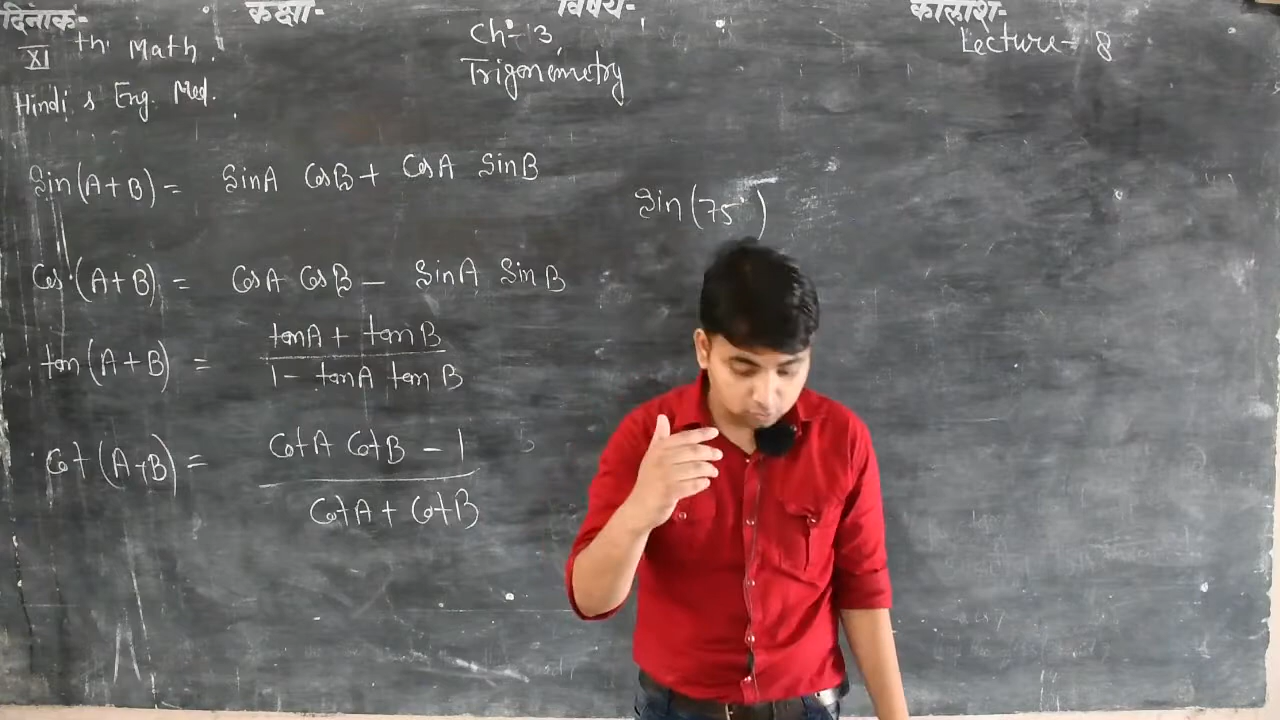 दिनांक- कक्षा- विषय- कालांश-
XI th Math. Ch-3 Lecture-8
Trigonometry
Hindi & Eng. Med.
Sin(A+B) = SinA CosB + CosA SinB
Sin(75°)
Cos(A+B) = CosA CosB - SinA SinB
tan(A+B) = tanA + tanB
1 - tanA tanB
Cot(A+B) = CotA CotB - 1
CotA + CotB